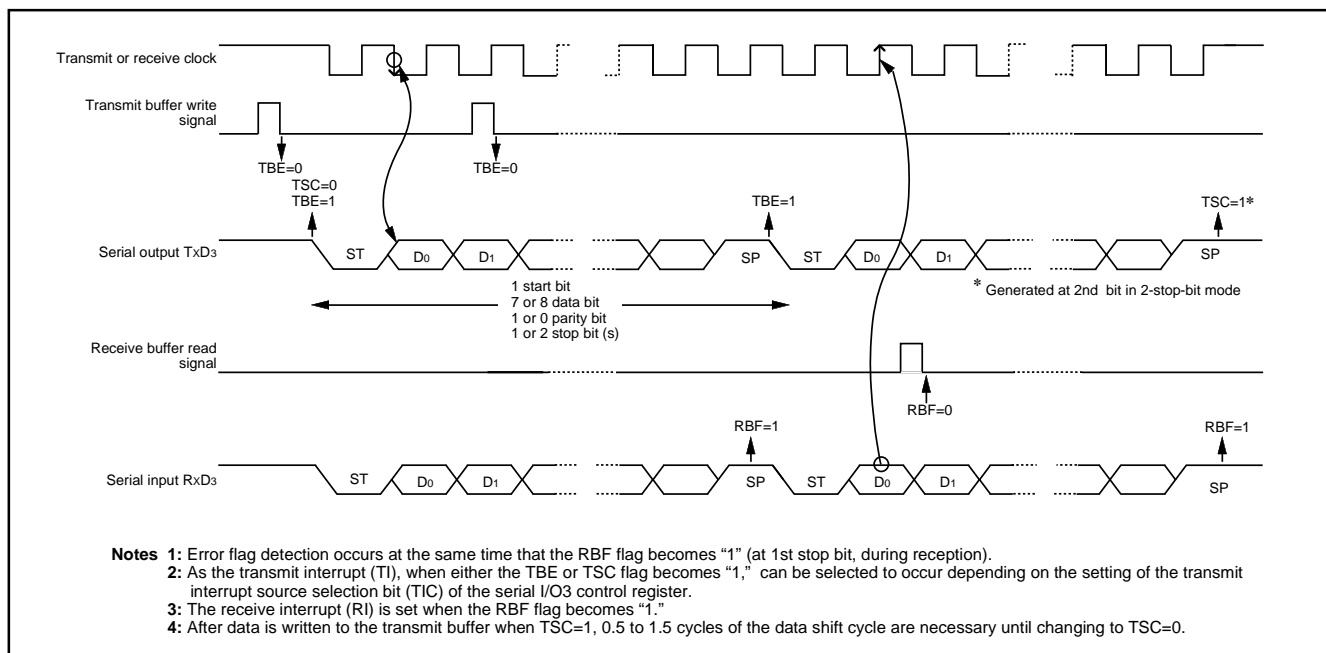 Transmit or receive clock
Transmit buffer write
signal
TBE=0
TSC=0
TBE=1
TBE=0
TBE=1
TSC=1*
Serial output TxD3
ST
D0
D1
SP
ST
D0
D1
SP
1 start bit
7 or 8 data bit
1 or 0 parity bit
1 or 2 stop bit (s)
* Generated at 2nd bit in 2-stop-bit mode
Receive buffer read
signal
RBF=0
RBF=1
RBF=1
Serial input RxD3
ST
D0
D1
SP
ST
D0
D1
SP
Notes 1: Error flag detection occurs at the same time that the RBF flag becomes “1” (at 1st stop bit, during reception).
2: As the transmit interrupt (TI), when either the TBE or TSC flag becomes “1,” can be selected to occur depending on the setting of the transmit
interrupt source selection bit (TIC) of the serial I/O3 control register.
3: The receive interrupt (RI) is set when the RBF flag becomes “1.”
4: After data is written to the transmit buffer when TSC=1, 0.5 to 1.5 cycles of the data shift cycle are necessary until changing to TSC=0.